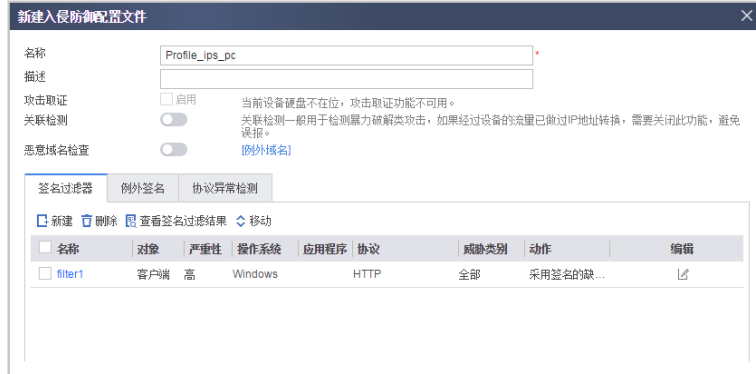 新建入侵防御配置文件
名称 Profile_ips_pc *
描述
攻击取证 启用 当前设备硬盘不在位，攻击取证功能不可用。
关联检测 关联检测一般用于检测暴力破解类攻击，如果经过设备的流量已做过IP地址转换，需要关闭此功能，避免
误报。
恶意域名检查 [例外域名]
签名过滤器 例外签名 协议异常检测
新建 删除 查看签名过滤结果 移动
名称 对象 严重性 操作系统 应用程序 协议 威胁类别 动作 编辑
filter1 客户端 高 Windows HTTP 全部 采用签名的缺...